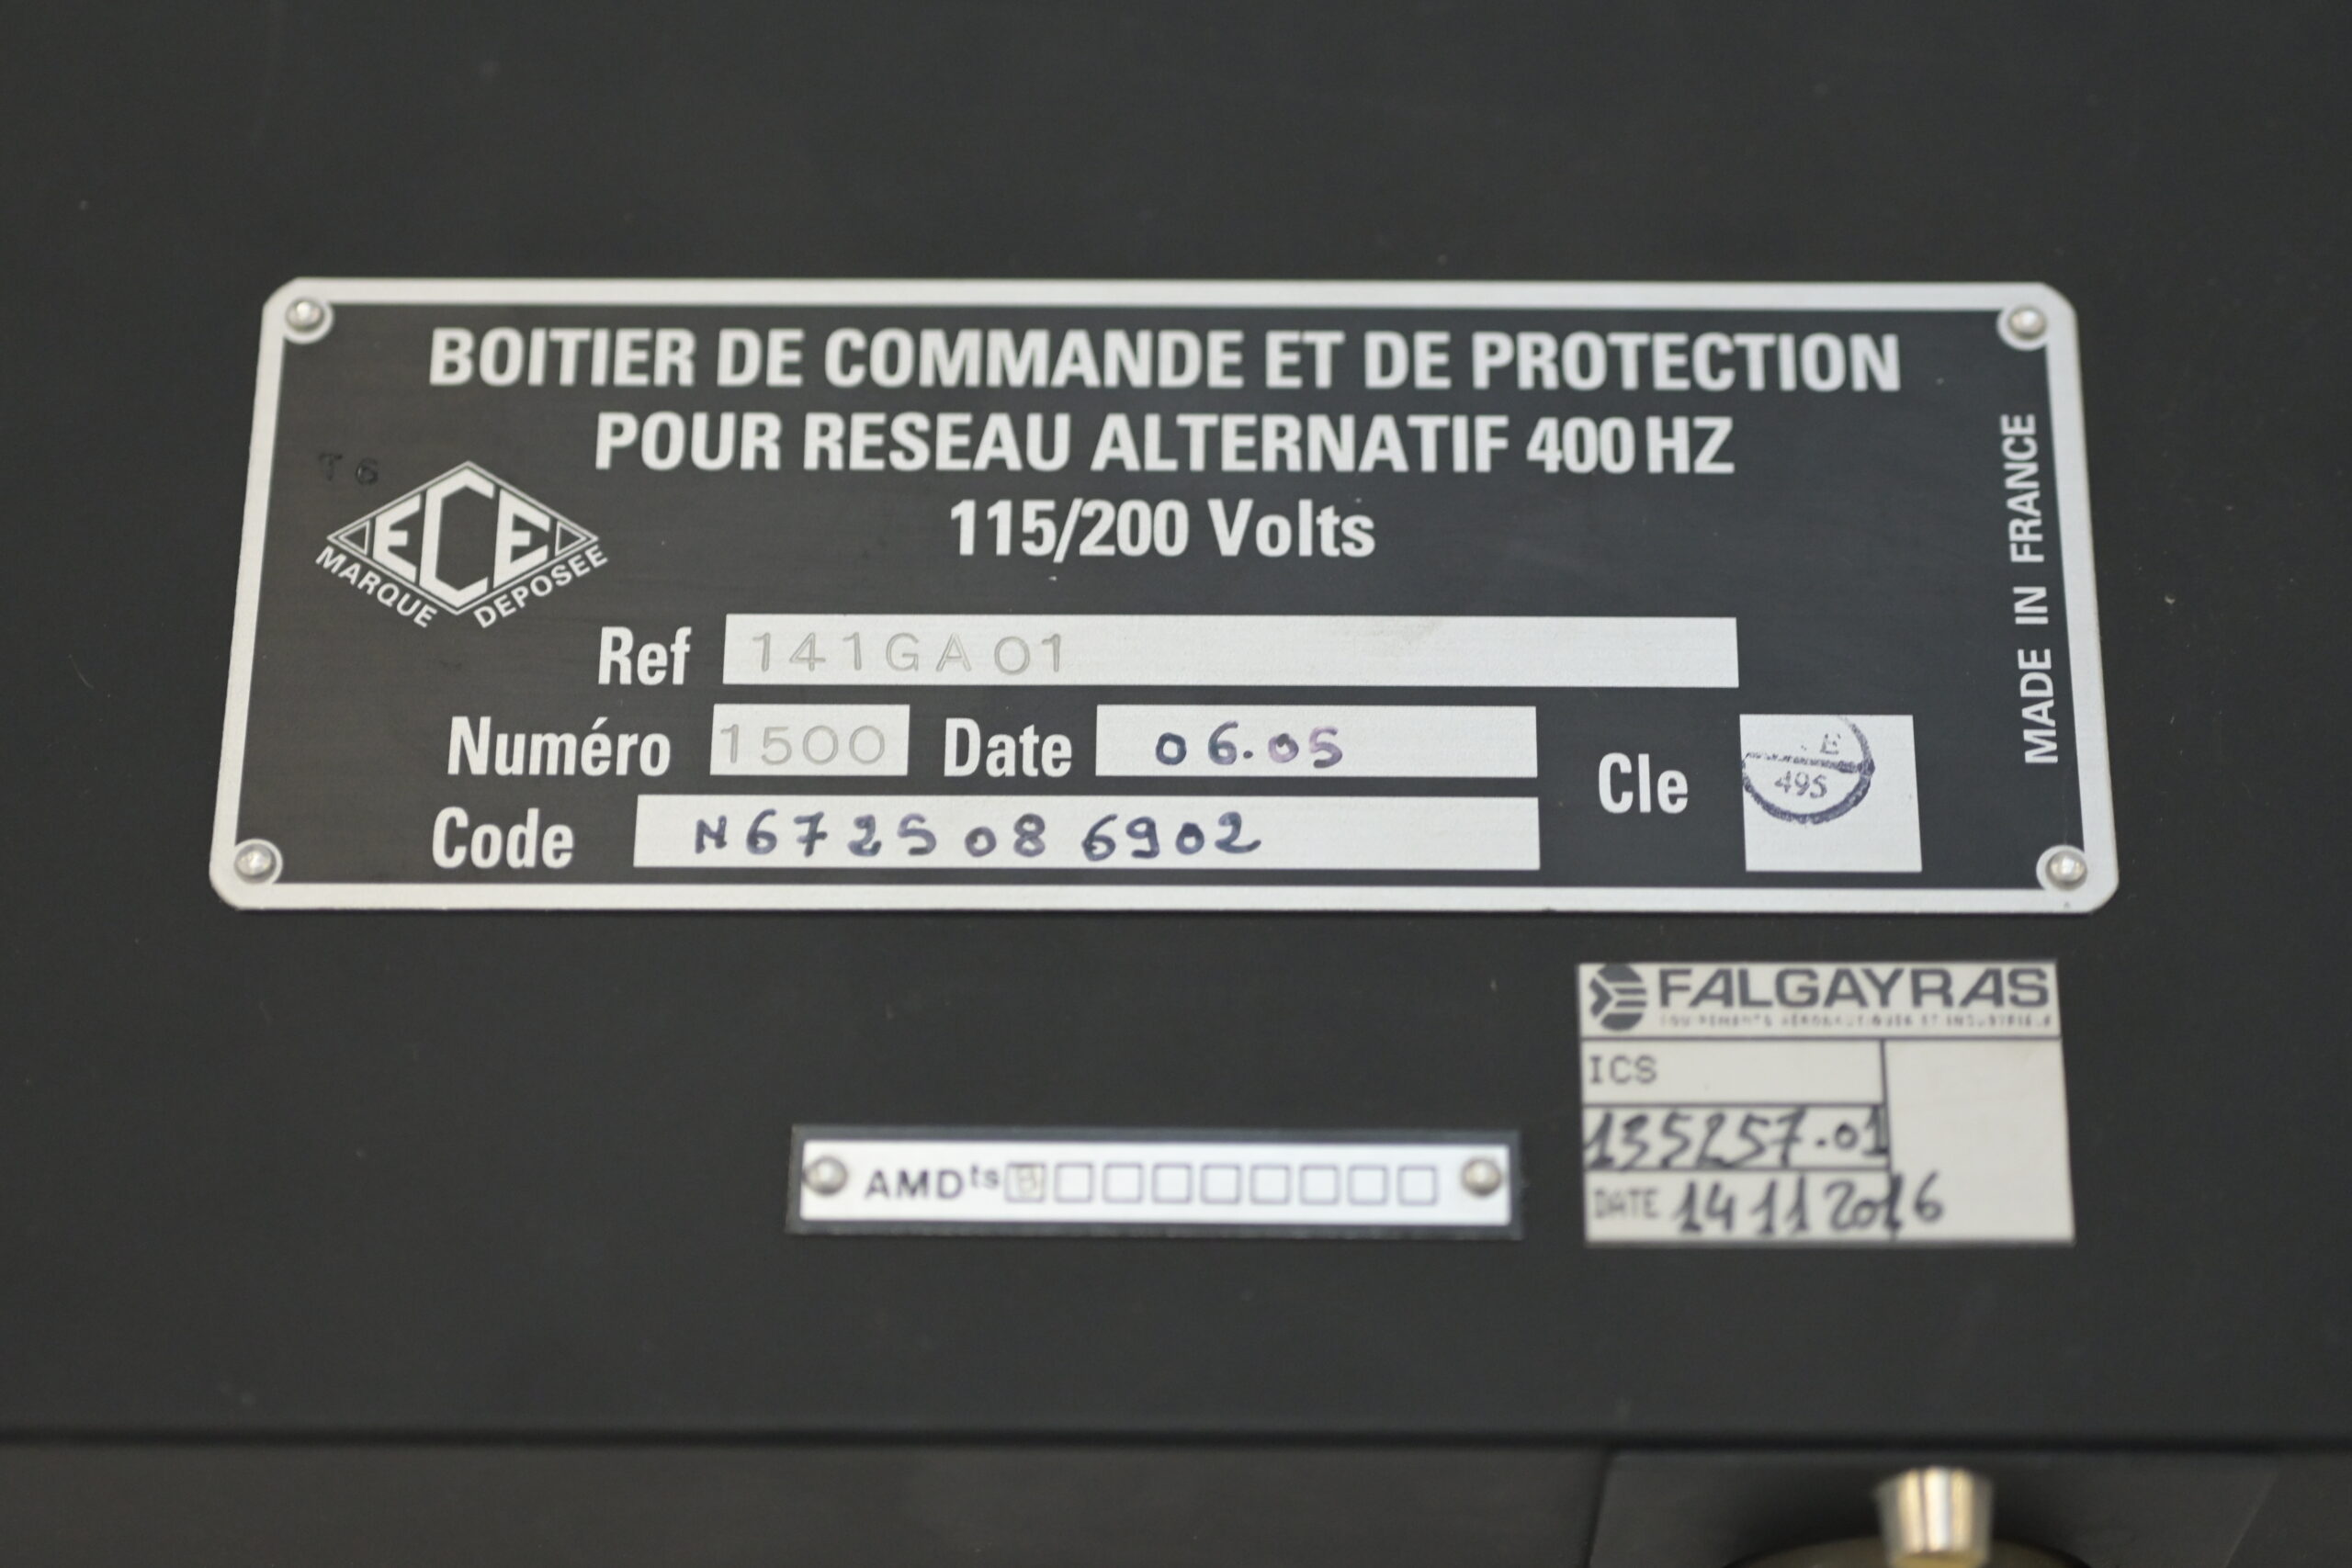 BOITIER DE COMMANDE ET DE PROTECTION
POUR RESEAU ALTERNATIF 400 HZ
115/200 Volts
T6
ECE
MARQUE DEPOSEE
MADE IN FRANCE
Ref 141GA01
Numéro 1500 Date 06.05
Cle E 495
Code N6725086902
FALGAYRAS
ICS
135257.01
DATE 14 11 2016
AMDts B